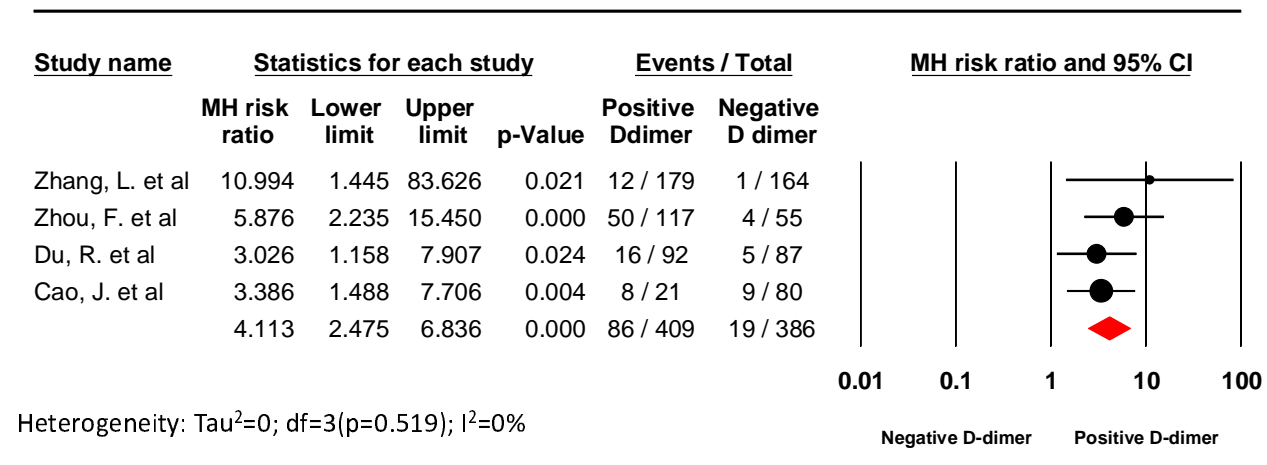 Study name Statistics for each study Events / Total MH risk ratio and 95% CI
MH risk Lower Upper Positive Negative
ratio limit limit p-Value Ddimer D dimer
Zhang, L. et al 10.994 1.445 83.626 0.021 12 / 179 1 / 164
Zhou, F. et al 5.876 2.235 15.450 0.000 50 / 117 4 / 55
Du, R. et al 3.026 1.158 7.907 0.024 16 / 92 5 / 87
Cao, J. et al 3.386 1.488 7.706 0.004 8 / 21 9 / 80
4.113 2.475 6.836 0.000 86 / 409 19 / 386
0.01 0.1 1 10 100
Heterogeneity: Tau²=0; df=3(p=0.519); I²=0%
Negative D-dimer Positive D-dimer